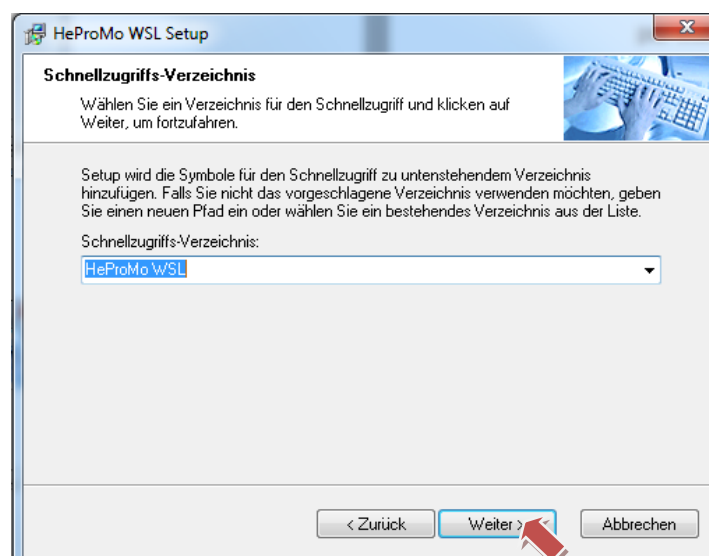 HeProMo WSL Setup
Schnellzugriffs-Verzeichnis
Wählen Sie ein Verzeichnis für den Schnellzugriff und klicken auf
Weiter, um fortzufahren.
Setup wird die Symbole für den Schnellzugriff zu untenstehendem Verzeichnis
hinzufügen. Falls Sie nicht das vorgeschlagene Verzeichnis verwenden möchten, geben
Sie einen neuen Pfad ein oder wählen Sie ein bestehendes Verzeichnis aus der Liste.
Schnellzugriffs-Verzeichnis:
HeProMo WSL
< Zurück
Weiter >
Abbrechen